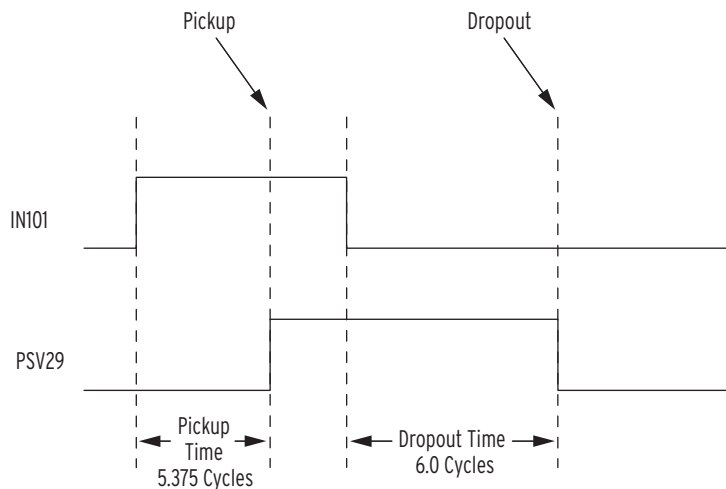 Pickup
Dropout
IN101
PSV29
Pickup
Time
5.375 Cycles
Dropout Time
6.0 Cycles